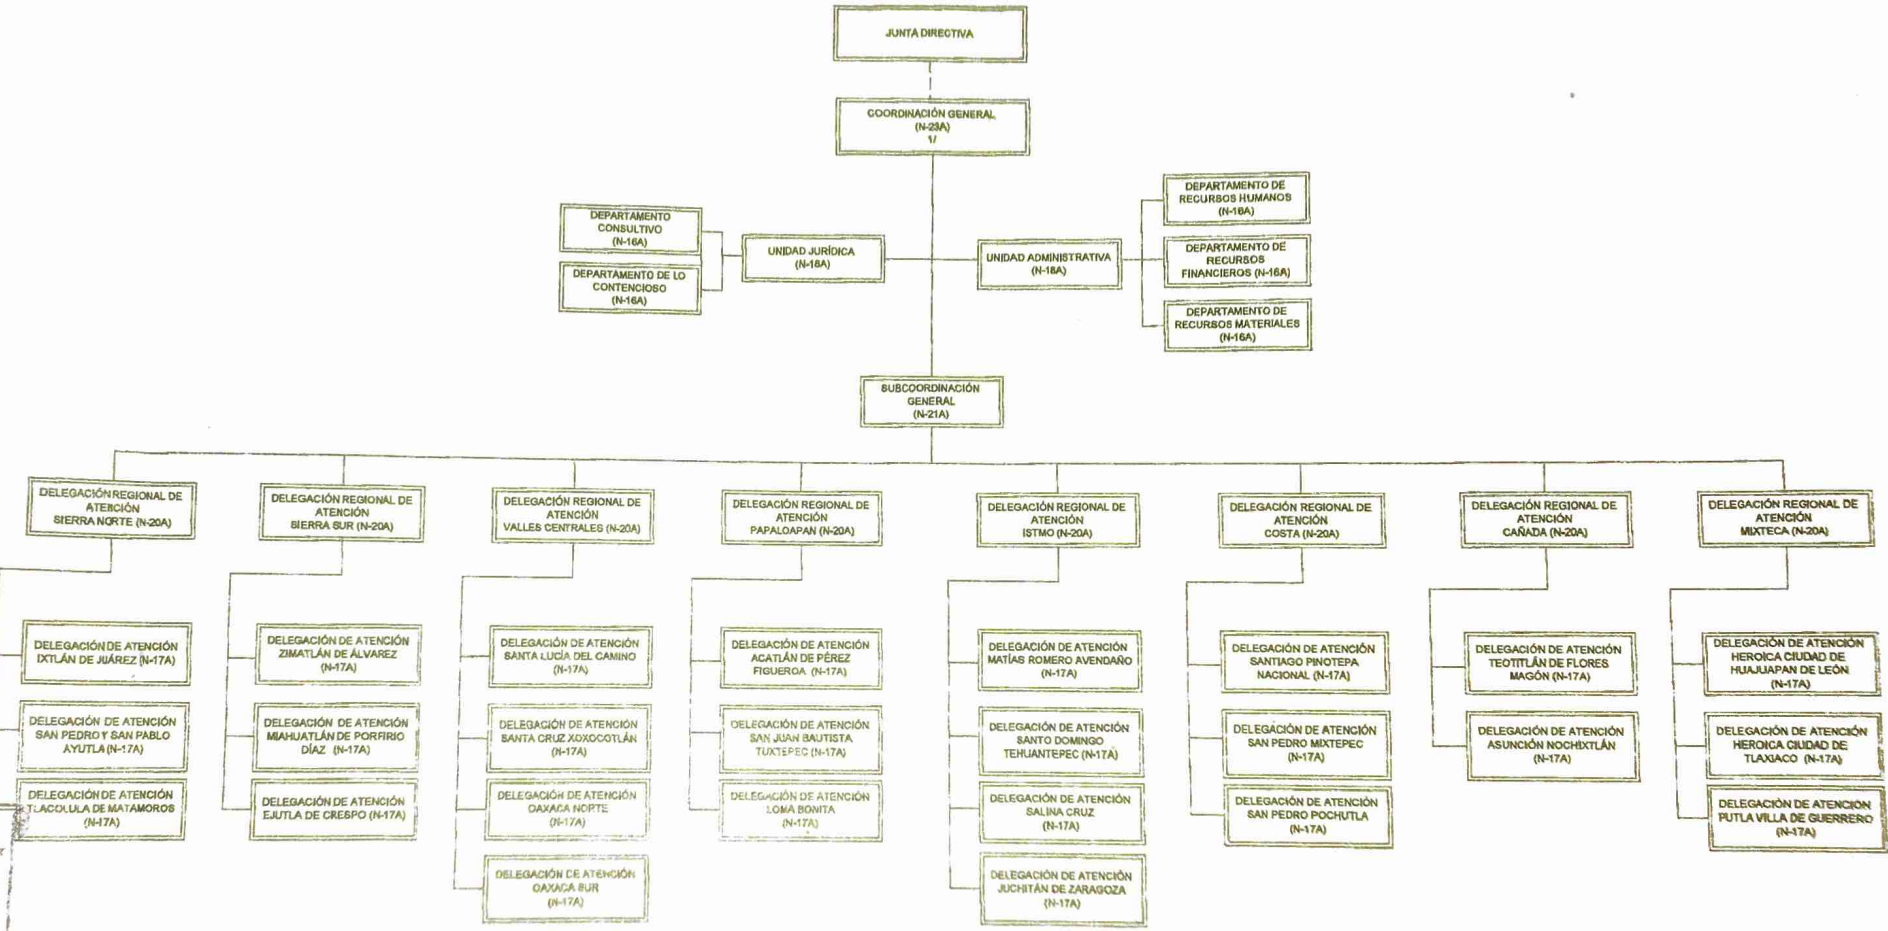 JUNTA DIRECTIVA
COORDINACIÓN GENERAL
(N-23A)
1/
DEPARTAMENTO
CONSULTIVO
(N-16A)
DEPARTAMENTO DE LO
CONTENCIOSO
(N-16A)
UNIDAD JURÍDICA
(N-18A)
UNIDAD ADMINISTRATIVA
(N-18A)
DEPARTAMENTO DE
RECURSOS HUMANOS
(N-16A)
DEPARTAMENTO DE
RECURSOS
FINANCIEROS (N-16A)
DEPARTAMENTO DE
RECURSOS MATERIALES
(N-16A)
SUBCOORDINACIÓN
GENERAL
(N-21A)
DELEGACIÓN REGIONAL DE
ATENCIÓN
SIERRA NORTE (N-20A)
DELEGACIÓN REGIONAL DE
ATENCIÓN
SIERRA SUR (N-20A)
DELEGACIÓN REGIONAL DE
ATENCIÓN
VALLES CENTRALES (N-20A)
DELEGACIÓN REGIONAL DE
ATENCIÓN
PAPALOAPAN (N-20A)
DELEGACIÓN REGIONAL DE
ATENCIÓN
ISTMO (N-20A)
DELEGACIÓN REGIONAL DE
ATENCIÓN
COSTA (N-20A)
DELEGACIÓN REGIONAL DE
ATENCIÓN
CAÑADA (N-20A)
DELEGACIÓN REGIONAL DE
ATENCIÓN
MIXTECA (N-20A)
DELEGACIÓN DE ATENCIÓN
IXTLÁN DE JUÁREZ (N-17A)
DELEGACIÓN DE ATENCIÓN
SAN PEDRO Y SAN PABLO
AYUTLA (N-17A)
DELEGACIÓN DE ATENCIÓN
TLACOLULA DE MATAMOROS
(N-17A)
DELEGACIÓN DE ATENCIÓN
ZIMATLÁN DE ÁLVAREZ
(N-17A)
DELEGACIÓN DE ATENCIÓN
MIAHUATLÁN DE PORFIRIO
DÍAZ (N-17A)
DELEGACIÓN DE ATENCIÓN
EJUTLA DE CRESPO (N-17A)
DELEGACIÓN DE ATENCIÓN
SANTA LUCÍA DEL CAMINO
(N-17A)
DELEGACIÓN DE ATENCIÓN
SANTA CRUZ XOXOCOTLÁN
(N-17A)
DELEGACIÓN DE ATENCIÓN
OAXACA NORTE
(N-17A)
DELEGACIÓN DE ATENCIÓN
OAXACA SUR
(N-17A)
DELEGACIÓN DE ATENCIÓN
ACATLÁN DE PÉREZ
FIGUEROA (N-17A)
DELEGACIÓN DE ATENCIÓN
SAN JUAN BAUTISTA
TUXTEPEC (N-17A)
DELEGACIÓN DE ATENCIÓN
LOMA BONITA
(N-17A)
DELEGACIÓN DE ATENCIÓN
MATÍAS ROMERO AVENDAÑO
(N-17A)
DELEGACIÓN DE ATENCIÓN
SANTO DOMINGO
TEHUANTEPEC (N-17A)
DELEGACIÓN DE ATENCIÓN
SALINA CRUZ
(N-17A)
DELEGACIÓN DE ATENCIÓN
JUCHITÁN DE ZARAGOZA
(N-17A)
DELEGACIÓN DE ATENCIÓN
SANTIAGO PINOTEPA
NACIONAL (N-17A)
DELEGACIÓN DE ATENCIÓN
SAN PEDRO MIXTEPEC
(N-17A)
DELEGACIÓN DE ATENCIÓN
SAN PEDRO POCHUTLA
(N-17A)
DELEGACIÓN DE ATENCIÓN
TEOTITLÁN DE FLORES
MAGÓN (N-17A)
DELEGACIÓN DE ATENCIÓN
ASUNCIÓN NOCHIXTLÁN
(N-17A)
DELEGACIÓN DE ATENCIÓN
HEROICA CIUDAD DE
HUAJUAPAN DE LEÓN
(N-17A)
DELEGACIÓN DE ATENCIÓN
HEROICA CIUDAD DE
TLAXIACO (N-17A)
DELEGACIÓN DE ATENCIÓN
PUTLA VILLA DE GUERRERO
(N-17A)